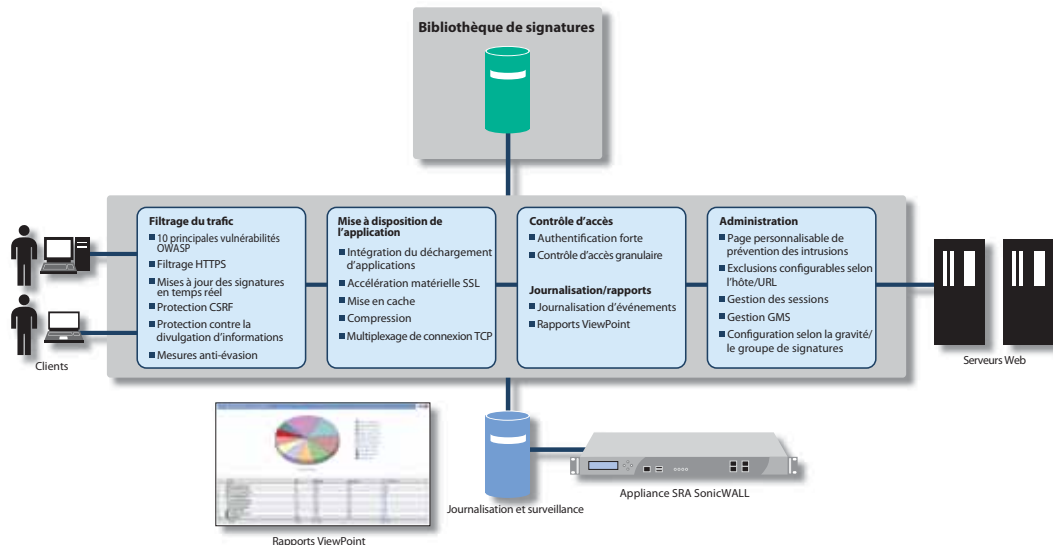 Bibliothèque de signatures
Filtrage du trafic
10 principales vulnérabilités
OWASP
Filtrage HTTPS
Mises à jour des signatures
en temps réel
Protection CSRF
Protection contre la
divulgation d'informations
Mesures anti-évasion
Mise à disposition de
l'application
Intégration du déchargement
d'applications
Accélération matérielle SSL
Mise en cache
Compression
Multiplexage de connexion TCP
Contrôle d'accès
Authentification forte
Contrôle d'accès granulaire
Journalisation/rapports
Journalisation d'événements
Rapports ViewPoint
Administration
Page personnalisable de
prévention des intrusions
Exclusions configurables selon
l'hôte/URL
Gestion des sessions
Gestion GMS
Configuration selon la gravité/
le groupe de signatures
Clients
Serveurs Web
Rapports ViewPoint
Journalisation et surveillance
Appliance SRA SonicWALL